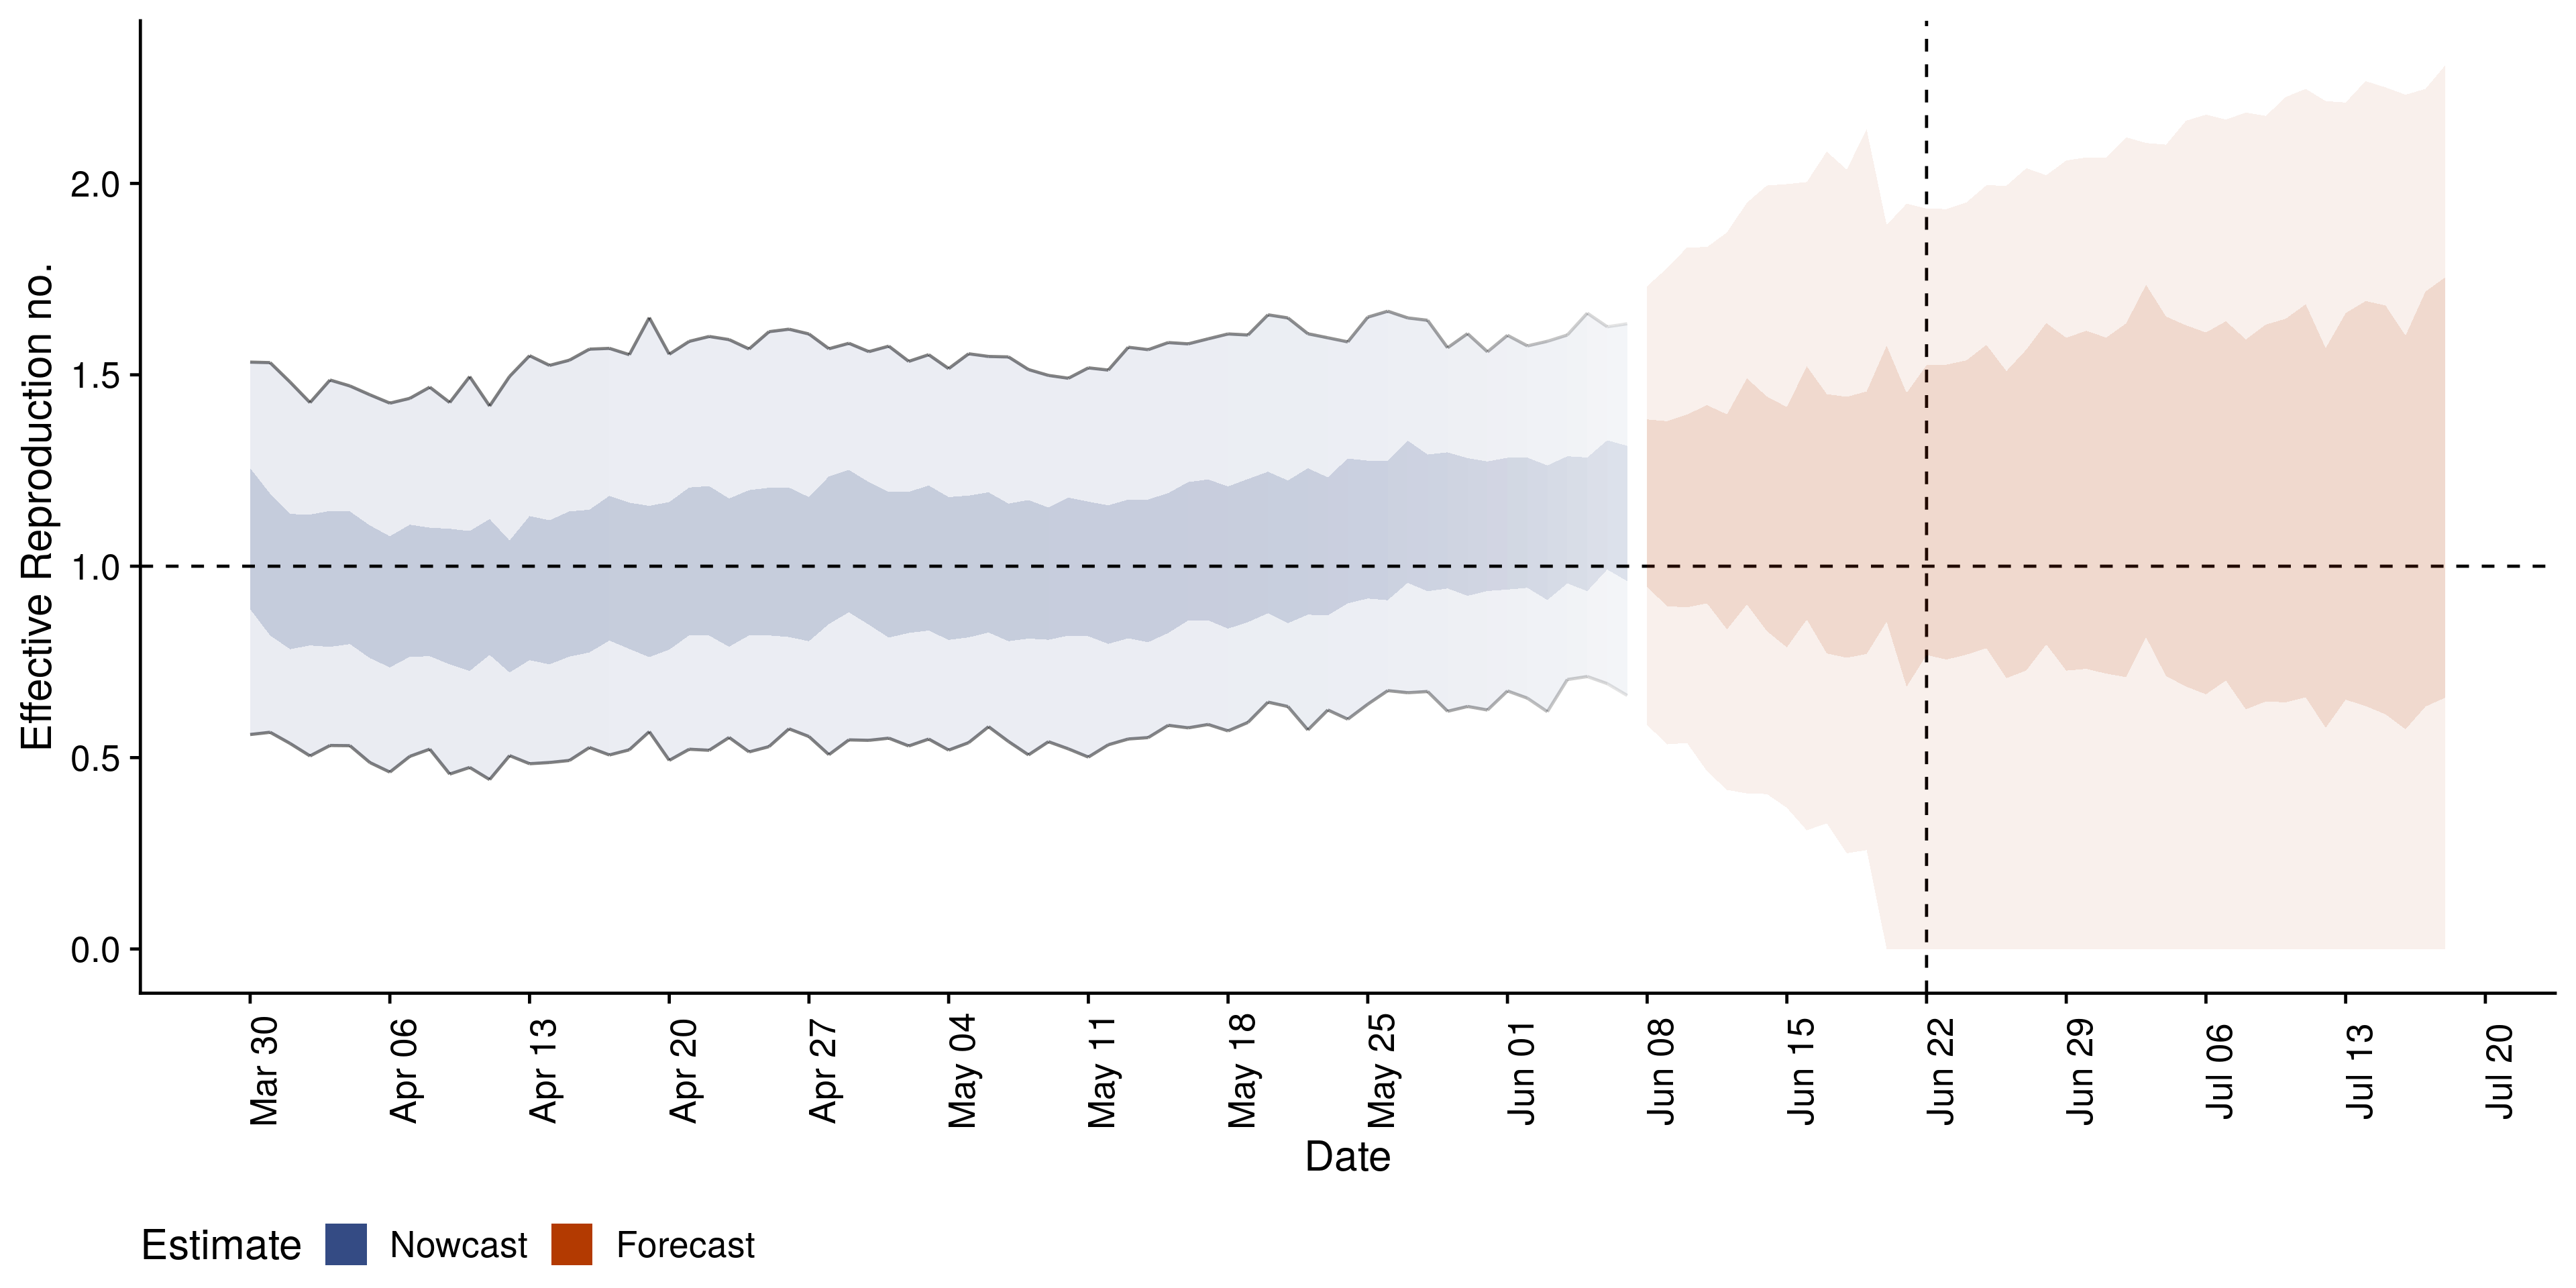 Effective Reproduction no.
2.0
1.5
1.0
0.5
0.0
Mar 30
Apr 06
Apr 13
Apr 20
Apr 27
May 04
May 11
May 18
May 25
Jun 01
Jun 08
Jun 15
Jun 22
Jun 29
Jul 06
Jul 13
Jul 20
Date
Estimate Nowcast Forecast